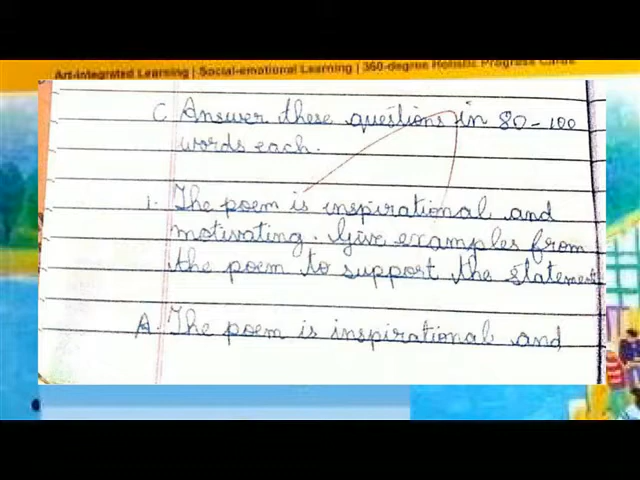 Art-Integrated Learning | Social-emotional Learning | 360-degree Holistic Progress Cards
C. Answer these questions in 80-100
words each.
1. The poem is inspirational and
motivating. Give examples from
the poem to support the statement
A. The poem is inspirational and